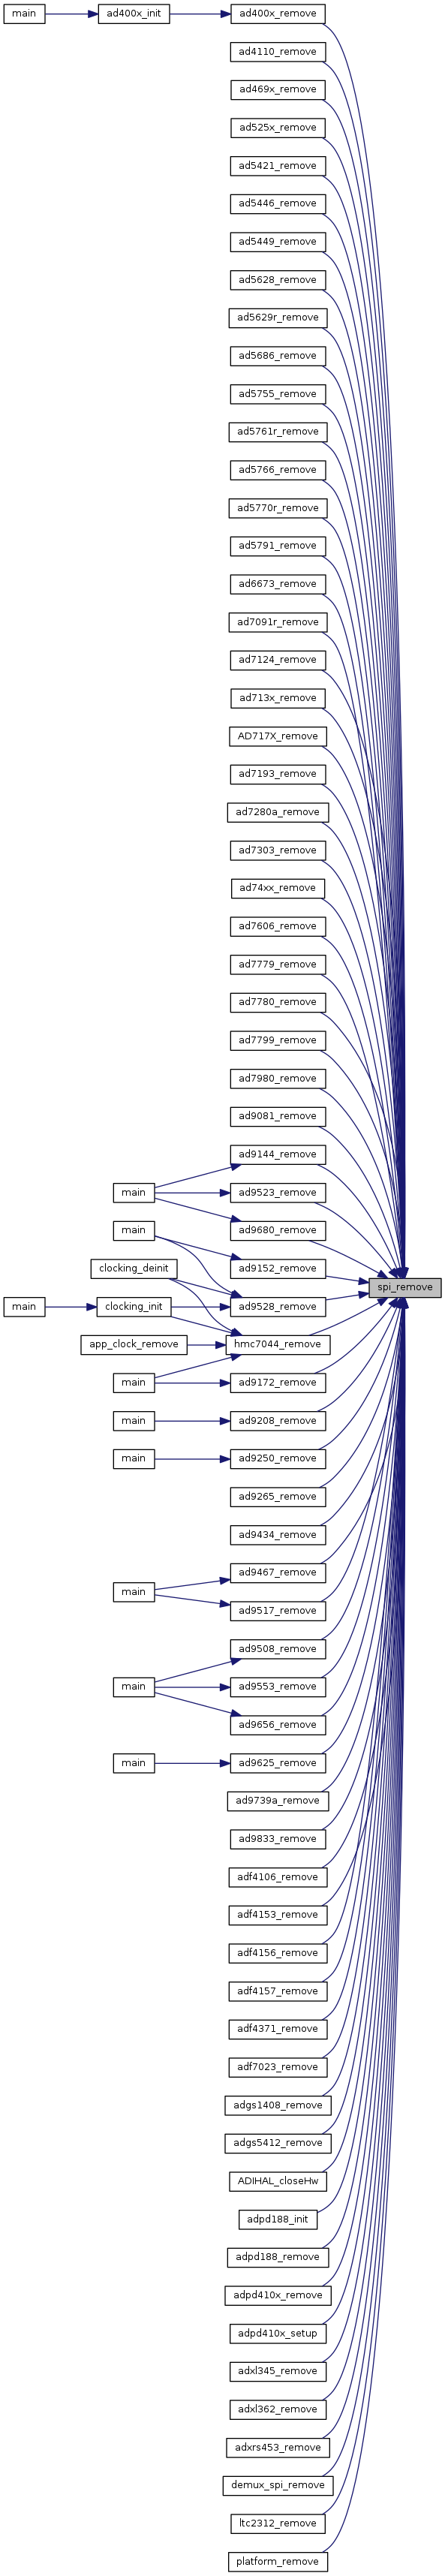 main
ad400x_init
ad400x_remove
ad4110_remove
ad469x_remove
ad525x_remove
ad5421_remove
ad5446_remove
ad5449_remove
ad5628_remove
ad5629r_remove
ad5686_remove
ad5755_remove
ad5761r_remove
ad5766_remove
ad5770r_remove
ad5791_remove
ad6673_remove
ad7091r_remove
ad7124_remove
ad713x_remove
AD717X_remove
ad7193_remove
ad7280a_remove
ad7303_remove
ad74xx_remove
ad7606_remove
ad7779_remove
ad7780_remove
ad7799_remove
ad7980_remove
ad9081_remove
ad9144_remove
main
ad9523_remove
main
ad9680_remove
clocking_deinit
ad9152_remove
spi_remove
main
clocking_init
ad9528_remove
app_clock_remove
hmc7044_remove
main
ad9172_remove
main
ad9208_remove
main
ad9250_remove
ad9265_remove
ad9434_remove
ad9467_remove
main
ad9517_remove
ad9508_remove
main
ad9553_remove
ad9656_remove
main
ad9625_remove
ad9739a_remove
ad9833_remove
adf4106_remove
adf4153_remove
adf4156_remove
adf4157_remove
adf4371_remove
adf7023_remove
adgs1408_remove
adgs5412_remove
ADIHAL_closeHw
adpd188_init
adpd188_remove
adpd410x_remove
adpd410x_setup
adxl345_remove
adxl362_remove
adxrs453_remove
demux_spi_remove
ltc2312_remove
platform_remove